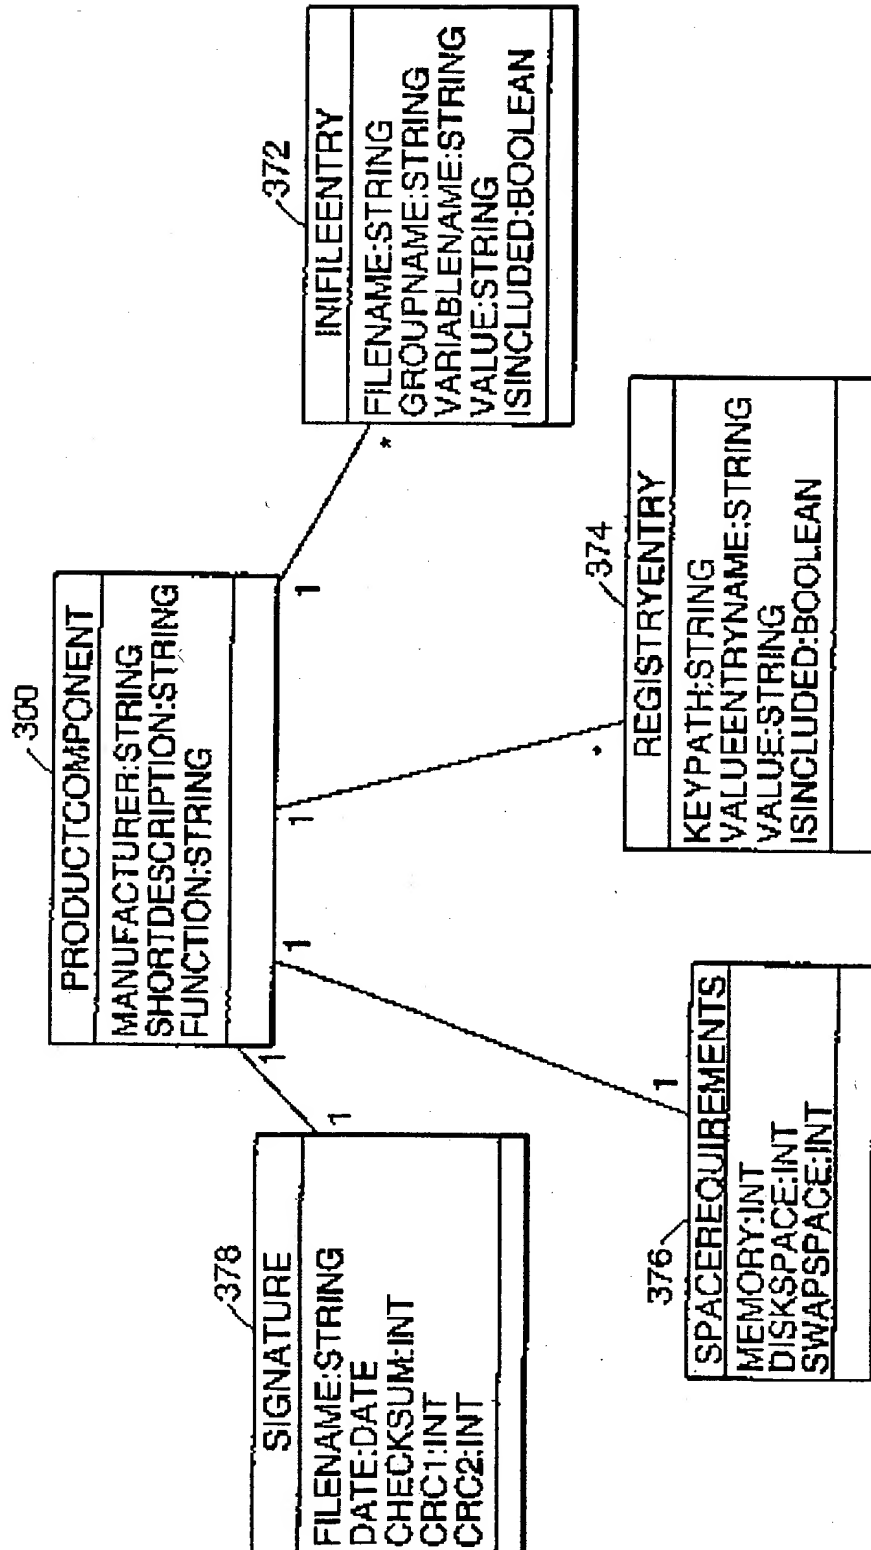 300
PRODUCTCOMPONENT
MANUFACTURER:STRING
SHORTDESCRIPTION:STRING
FUNCTION:STRING
1
1
1
1
378
SIGNATURE
FILENAME:STRING
DATE:DATE
CHECKSUM:INT
CRC1:INT
CRC2:INT
1
372
INIFILEENTRY
FILENAME:STRING
GROUPNAME:STRING
VARIABLENAME:STRING
VALUE:STRING
ISINCLUDED:BOOLEAN
*
376
SPACEREQUIREMENTS
MEMORY:INT
DISKSPACE:INT
SWAPSPACE:INT
1
374
REGISTRYENTRY
KEYPATH:STRING
VALUEENTRYNAME:STRING
VALUE:STRING
ISINCLUDED:BOOLEAN
*